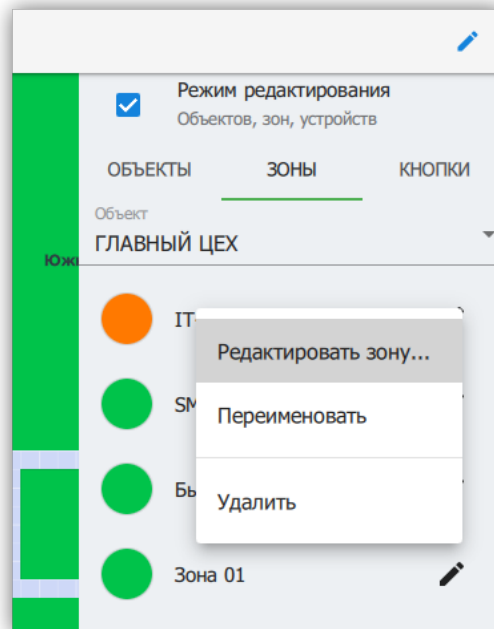 Режим редактирования
Объектов, зон, устройств
ОБЪЕКТЫ ЗОНЫ КНОПКИ
Объект
ГЛАВНЫЙ ЦЕХ
Редактировать зону...
Переименовать
Удалить
Зона 01